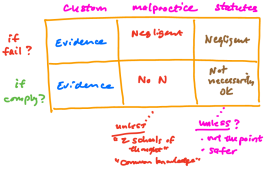 custom malpractice statutes
if fail? Evidence Negligent Negligent
if comply? Evidence No N Not necessarily OK
unless
"2 schools of thought"
"Common knowledge"
unless?
• not the point
• safer